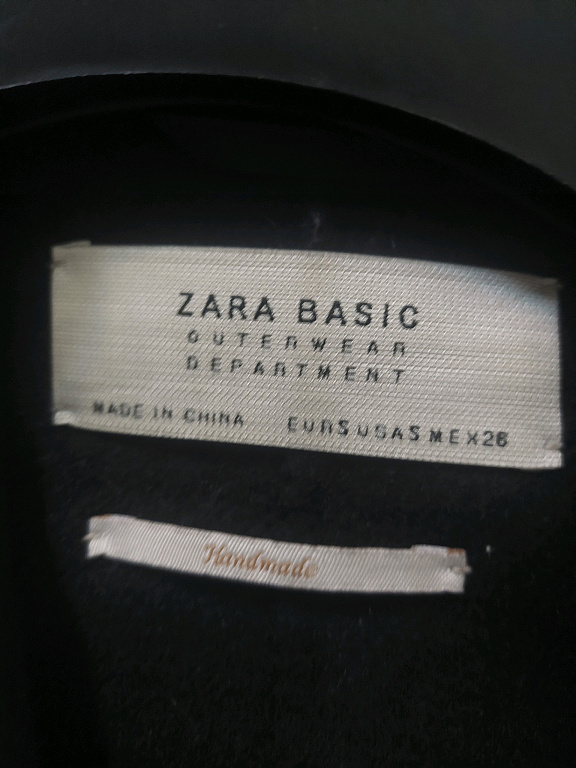 ZARA BASIC
OUTERWEAR
DEPARTMENT
MADE IN CHINA EUR S USA S MEX 26
Handmade